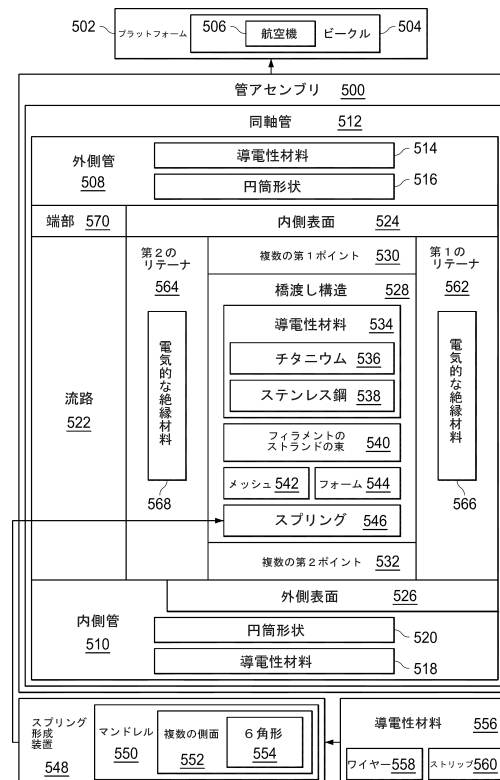 502
プラットフォーム
506
航空機
ビークル
504
管アセンブリ 500
同軸管 512
外側管
508
導電性材料
514
円筒形状
516
端部 570
内側表面 524
流路
522
第2の
リテーナ
564
電気的な絶縁材料
568
複数の第1ポイント 530
橋渡し構造 528
導電性材料 534
チタニウム 536
ステンレス鋼 538
フィラメントの
ストランドの束 540
メッシュ 542
フォーム 544
スプリング 546
複数の第2ポイント 532
第1の
リテーナ
562
電気的な絶縁材料
566
外側表面 526
内側管
510
円筒形状
520
導電性材料
518
スプリング
形成
装置
548
マンドレル
550
複数の側面
552
6角形
554
導電性材料 556
ワイヤー 558
ストリップ 560